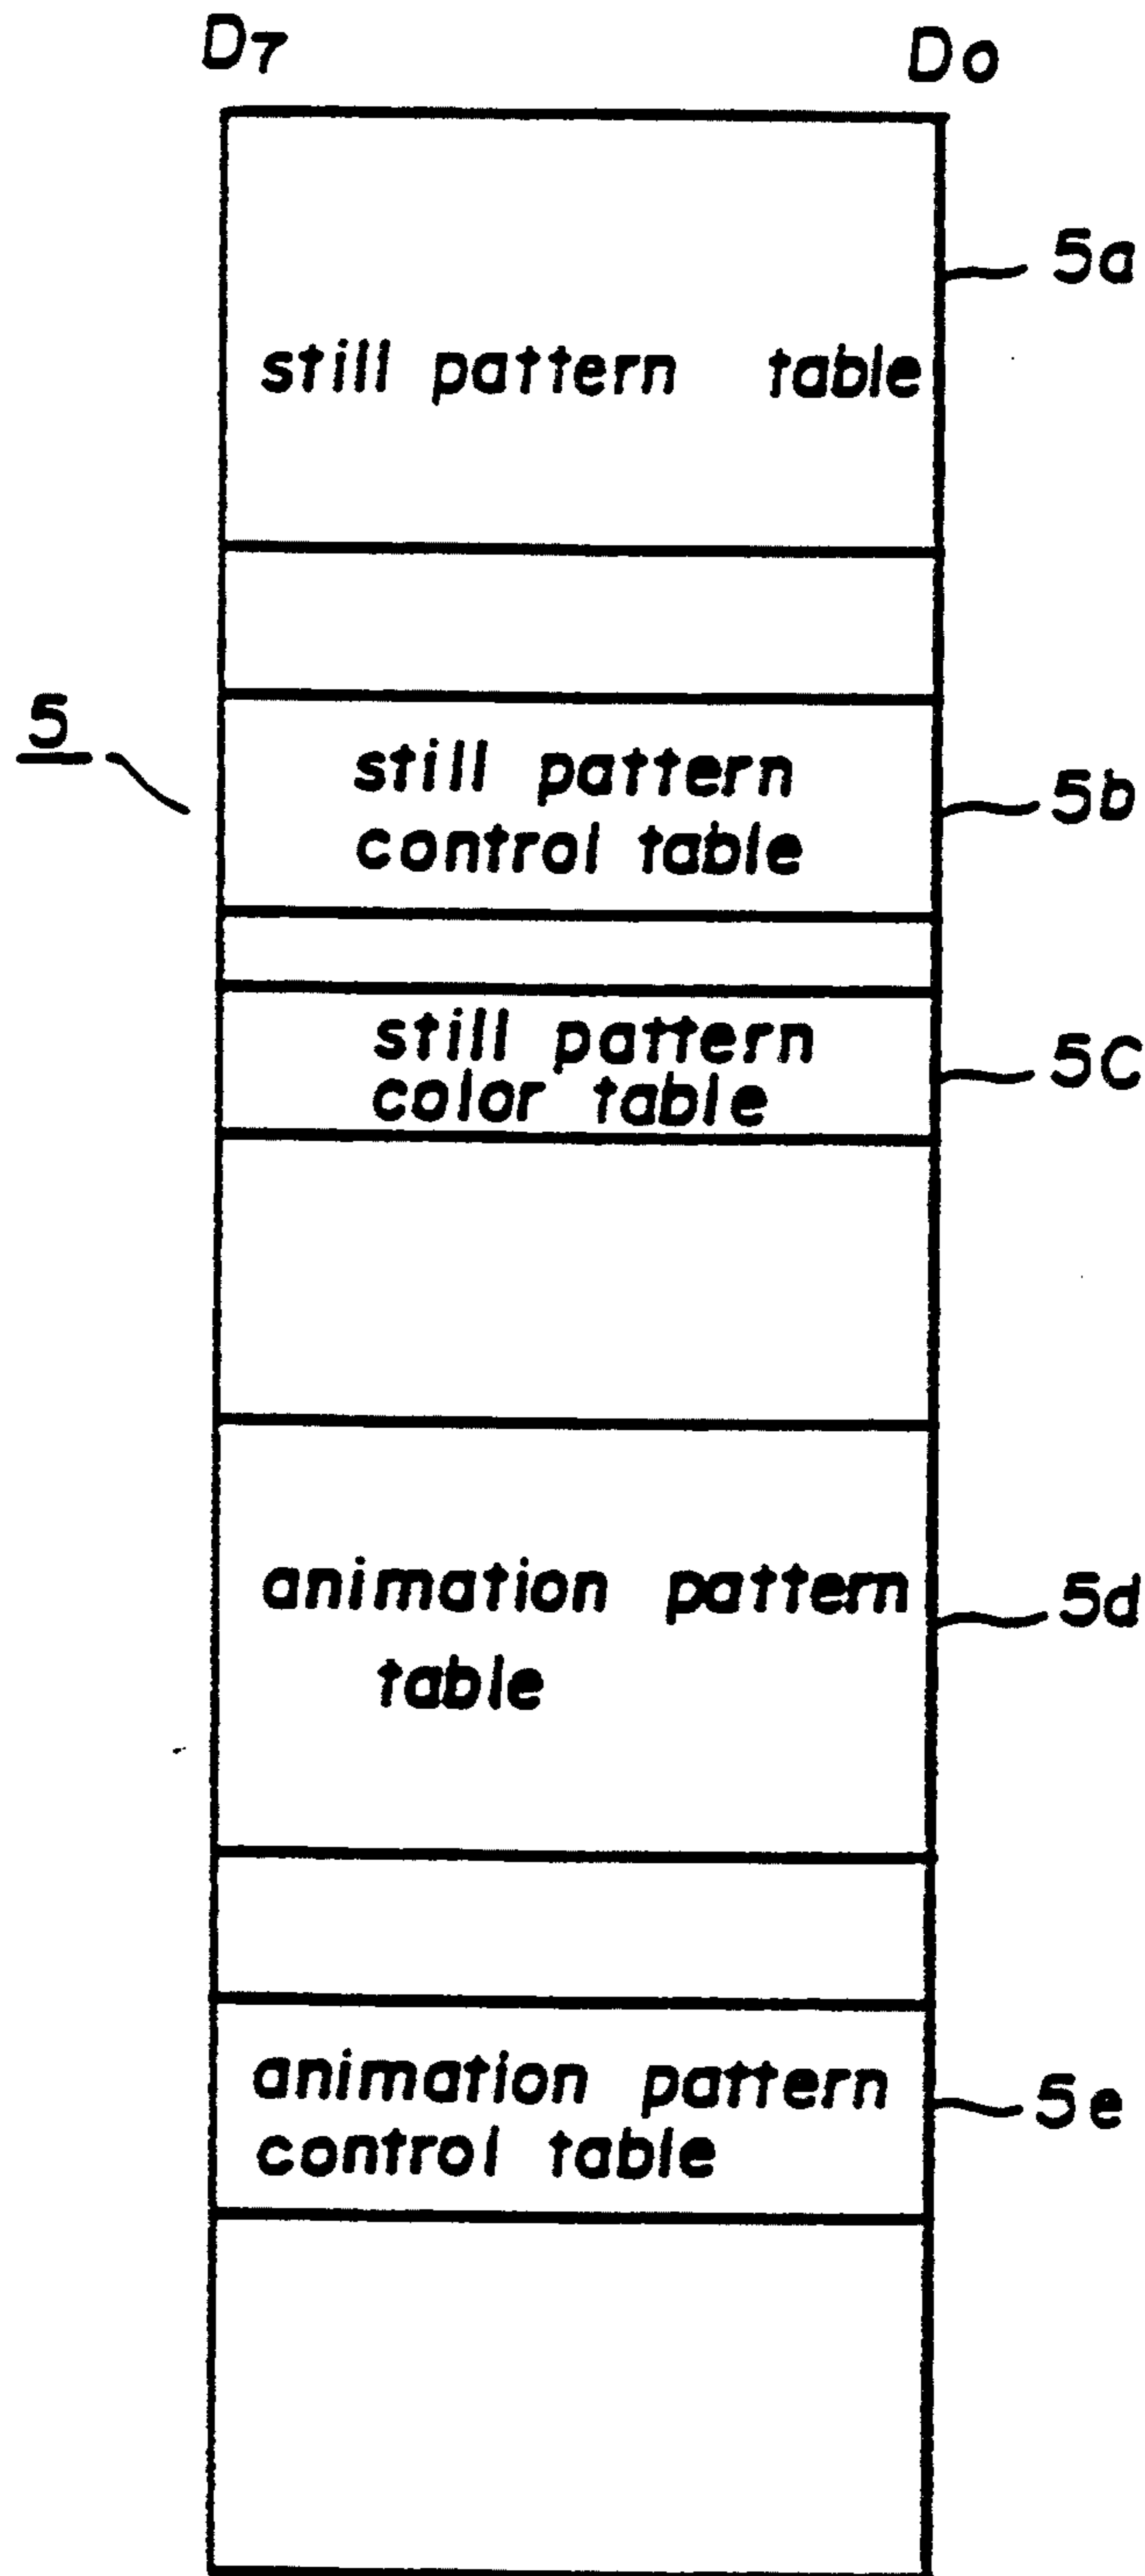 D7 D0
5a
still pattern table
5
still pattern
control table
5b
still pattern
color table
5C
animation pattern
table
5d
animation pattern
control table
5e